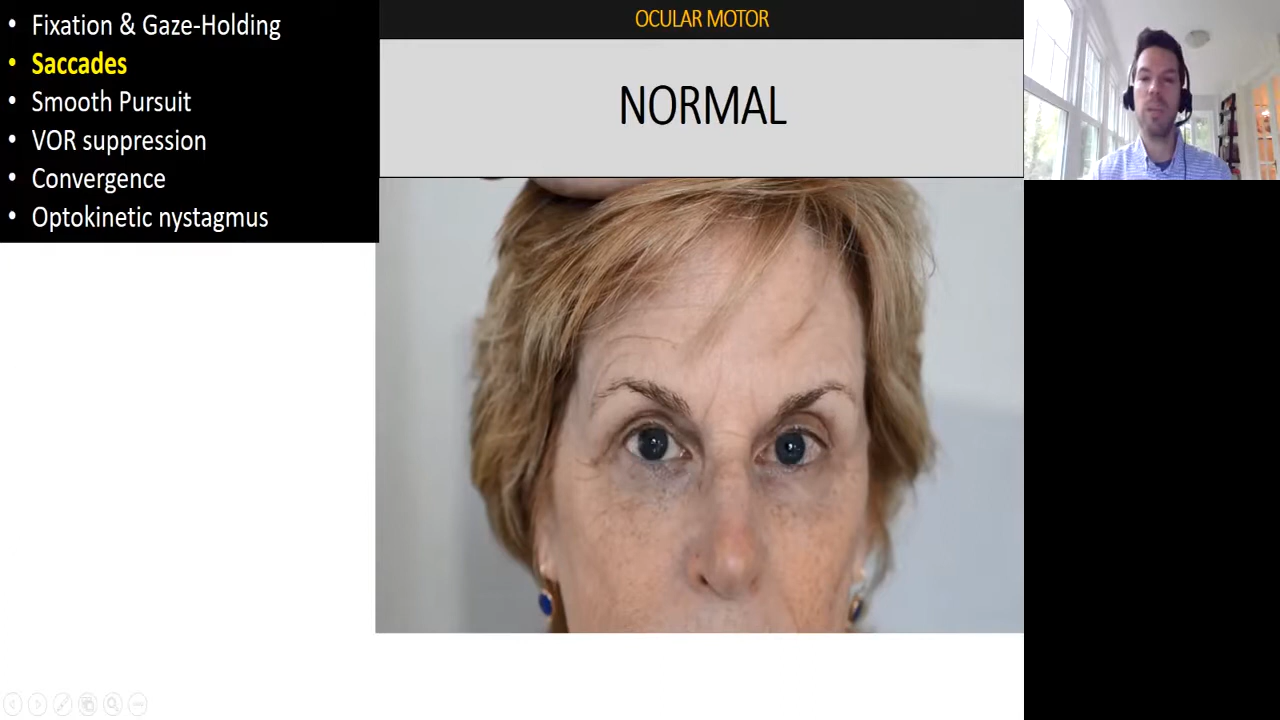 Fixation & Gaze-Holding
Saccades
Smooth Pursuit
VOR suppression
Convergence
Optokinetic nystagmus
OCULAR MOTOR
NORMAL